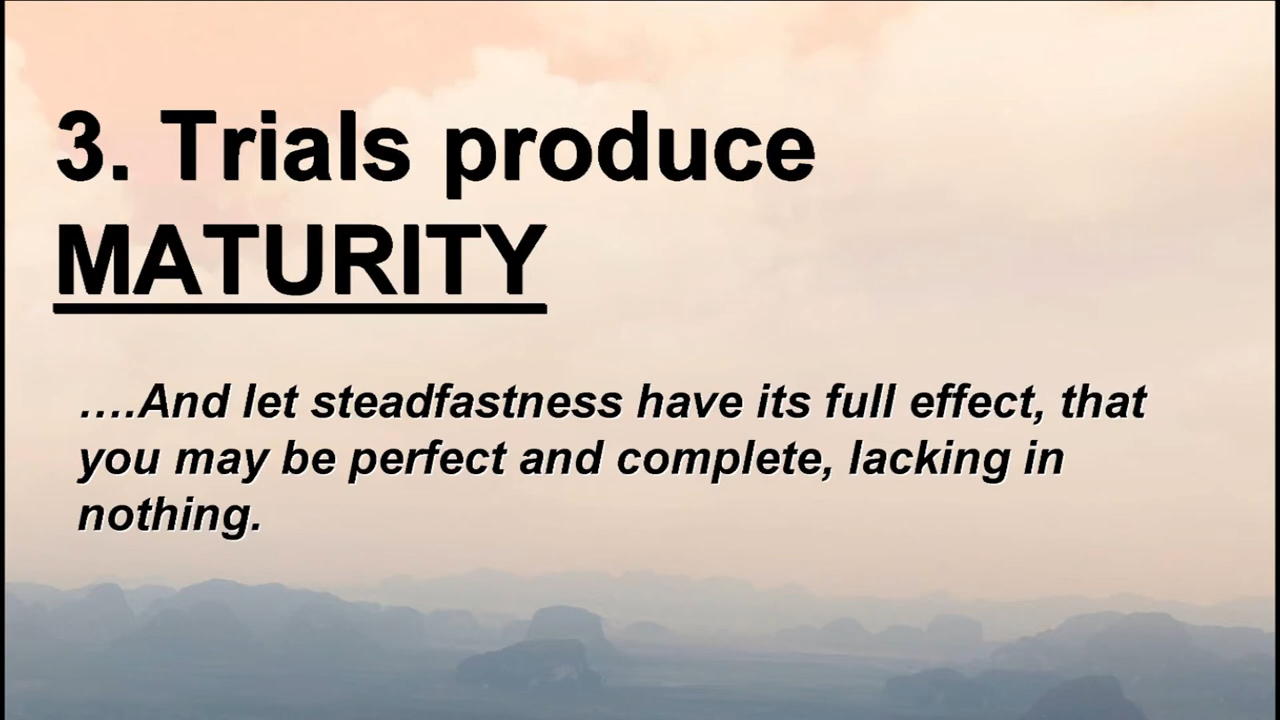 3. Trials produce
MATURITY
….And let steadfastness have its full effect, that
you may be perfect and complete, lacking in
nothing.